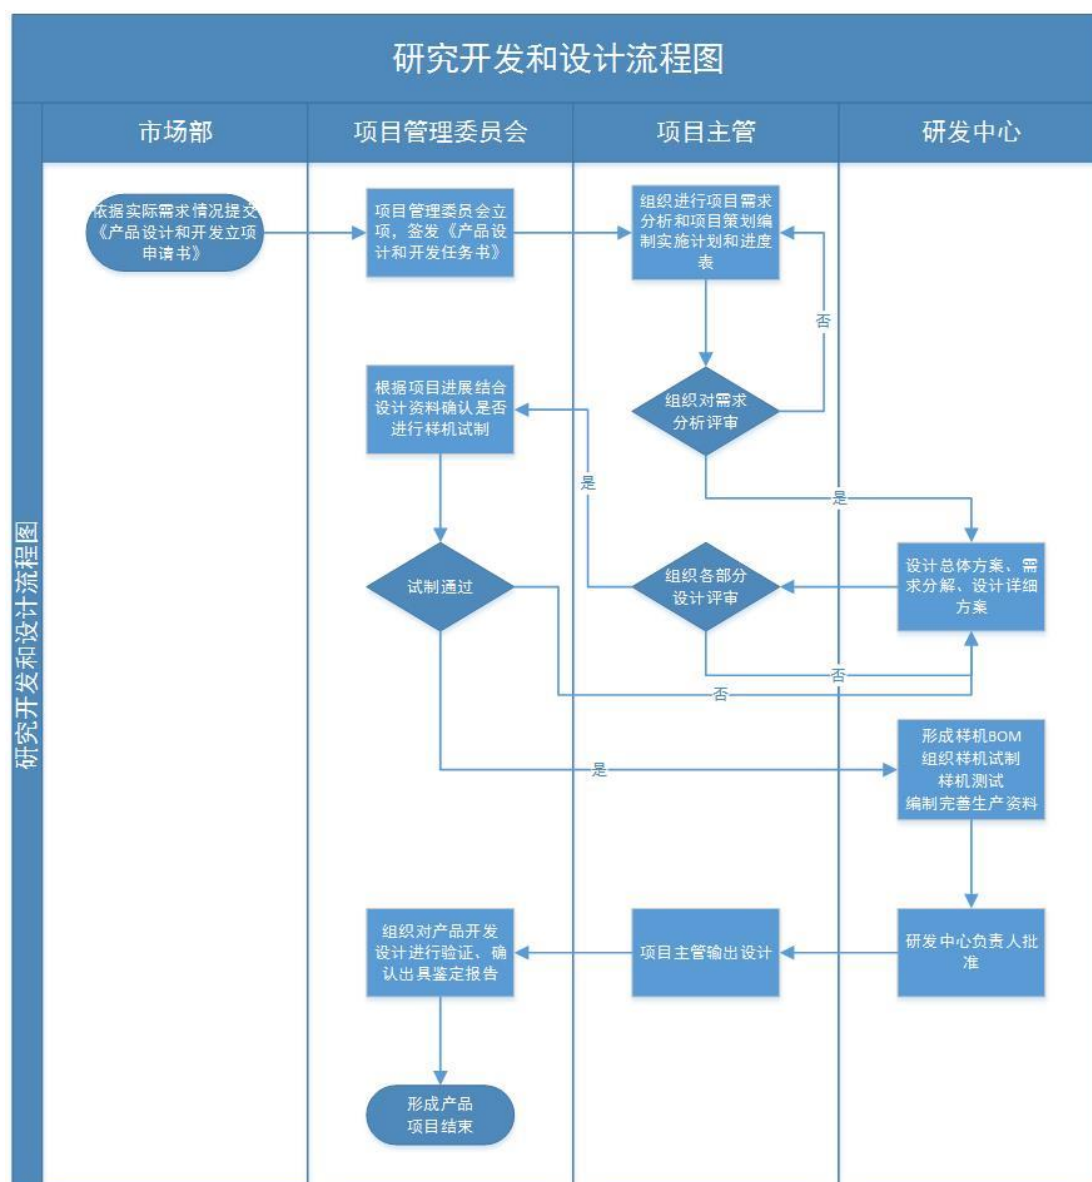 研究开发和设计流程图
市场部
项目管理委员会
项目主管
研发中心
研究开发和设计流程图
依据实际需求情况提交
《产品设计和开发立项
申请书》
项目管理委员会立
项，签发《产品设
计和开发任务书》
组织进行项目需求
分析和项目策划编
制实施计划和进度
表
否
根据项目进展结合
设计资料确认是否
进行样机试制
组织对需求
分析评审
是
是
试制通过
组织各部分
设计评审
设计总体方案、需
求分解、设计详细
方案
否
否
形成样机BOM
组织样机试制
样机测试
编制完善生产资料
是
组织对产品开发
设计进行验证、确
认出具鉴定报告
项目主管输出设计
研发中心负责人批
准
形成产品
项目结束